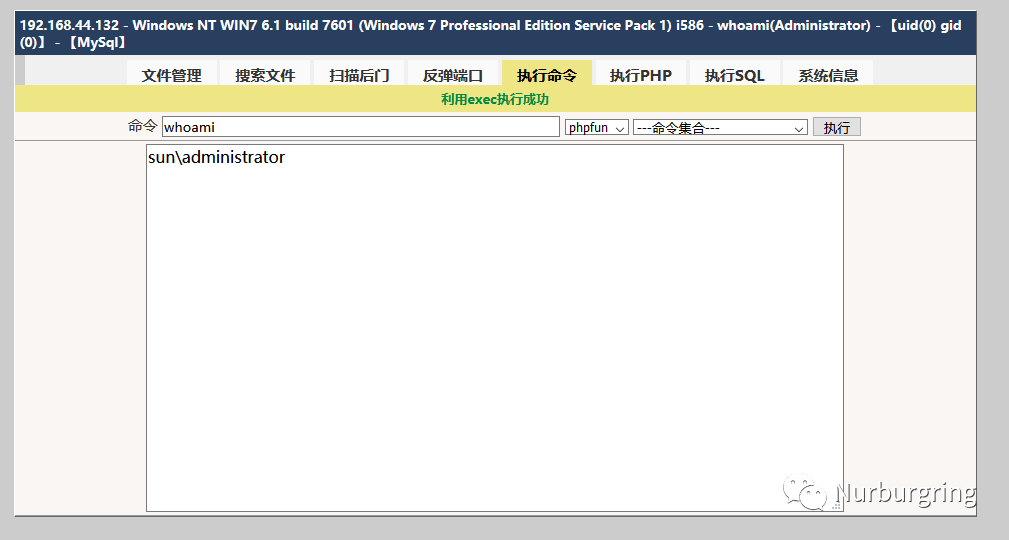 192.168.44.132 - Windows NT WIN7 6.1 build 7601 (Windows 7 Professional Edition Service Pack 1) i586 - whoami(Administrator) - 【uid(0) gid
(0)】 - 【MySql】
文件管理 搜索文件 扫描后门 反弹端口 执行命令 执行PHP 执行SQL 系统信息
利用exec执行成功
命令 whoami phpfun ---命令集合--- 执行
sun\administrator
Nurburgring